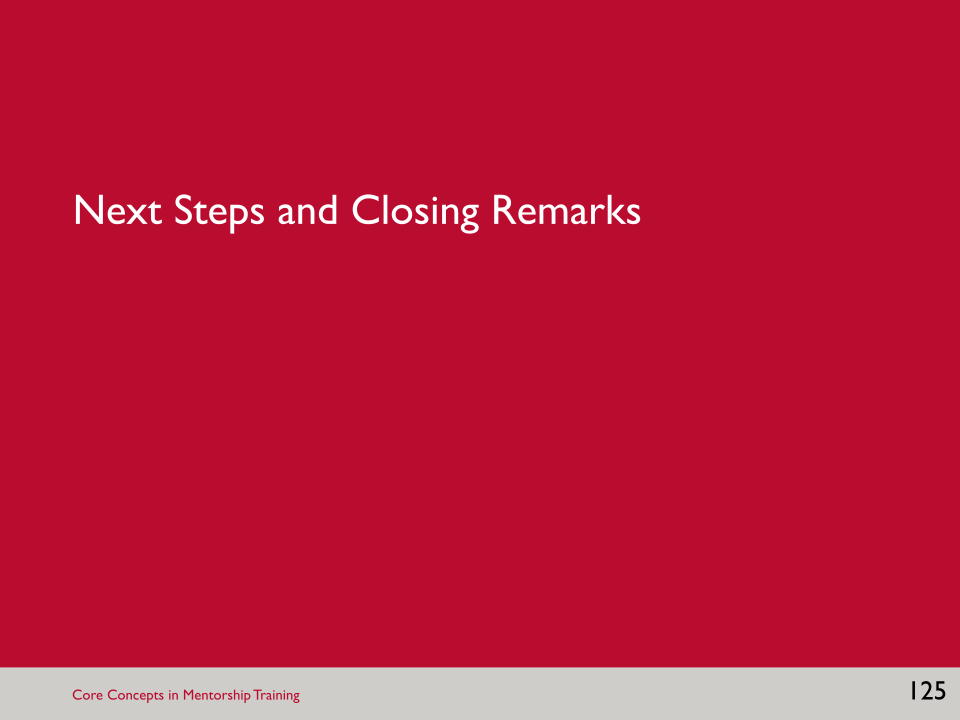 Next Steps and Closing Remarks
Core Concepts in Mentorship Training
125